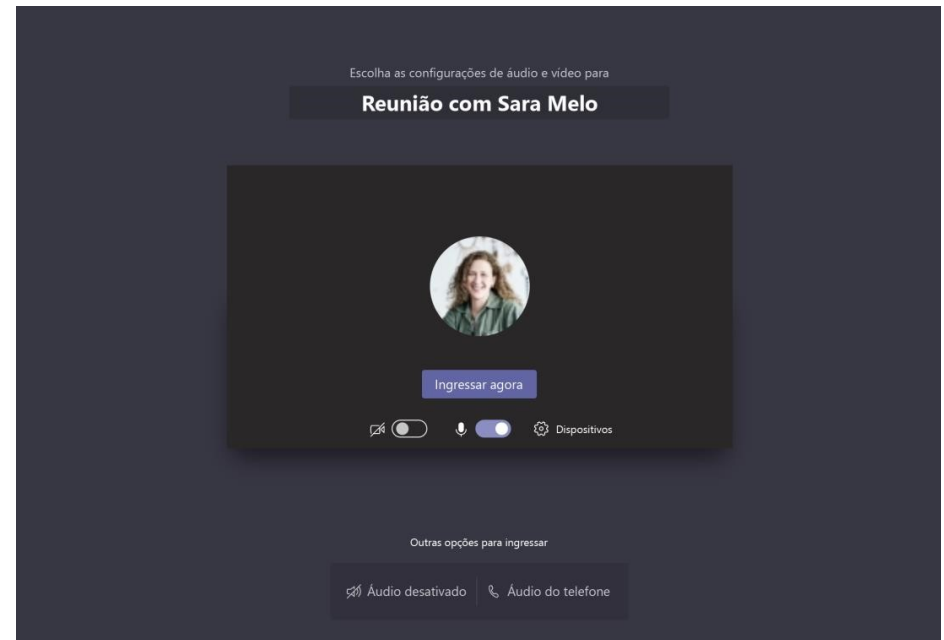 Escolha as configurações de áudio e vídeo para
Reunião com Sara Melo
Ingressar agora
Dispositivos
Outras opções para ingressar
Áudio desativado
Áudio do telefone